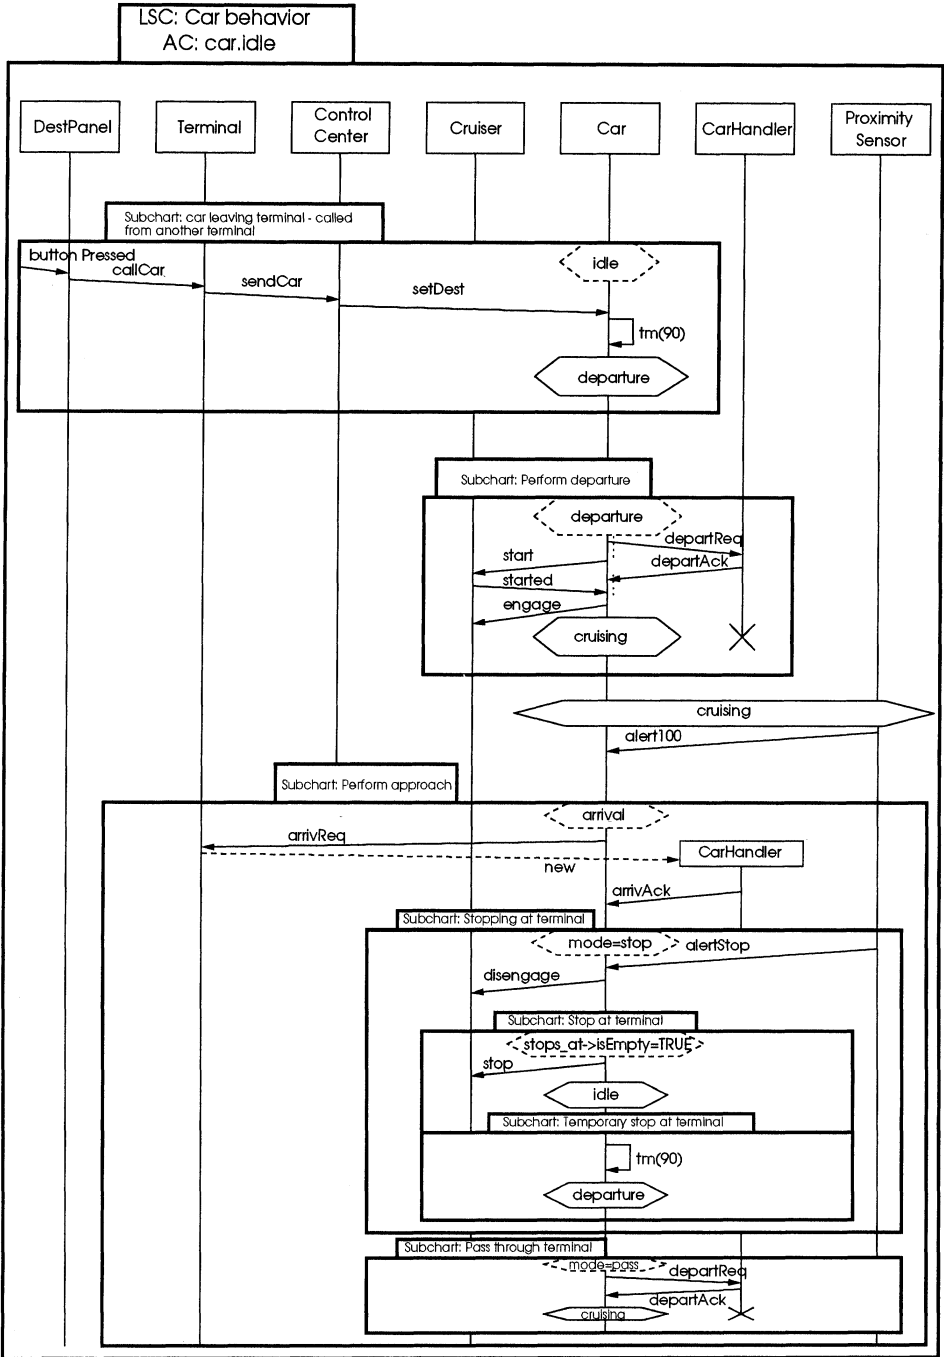 LSC: Car behavior
AC: car.idle
DestPanel
Terminal
Control
Center
Cruiser
Car
CarHandler
Proximity
Sensor
Subchart: car leaving terminal - called
from another terminal
button Pressed
callCar
sendCar
setDest
idle
tm(90)
departure
Subchart: Perform departure
departure
departReq
start
departAck
started
engage
cruising
cruising
alert100
Subchart: Perform approach
arrival
arrivReq
CarHandler
new
arrivAck
Subchart: Stopping at terminal
mode=stop
alertStop
disengage
Subchart: Stop at terminal
stops_at->isEmpty=TRUE
stop
idle
Subchart: Temporary stop at terminal
tm(90)
departure
Subchart: Pass through terminal
mode=pass
departReq
departAck
cruising